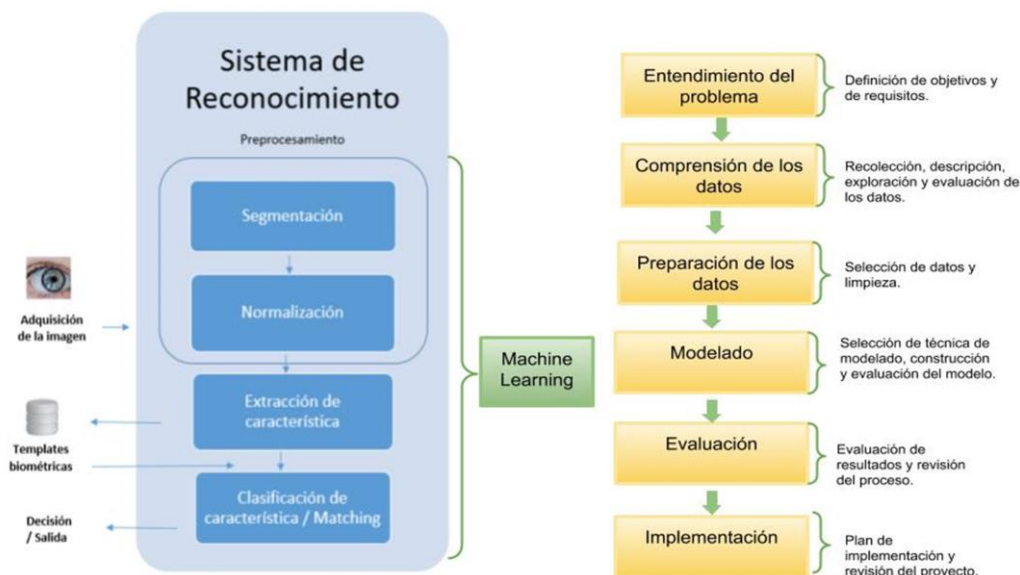 Sistema de
Reconocimiento
Preprocesamiento
Segmentación
Normalización
Extracción de
característica
Clasificación de
característica / Matching
Adquisición
de la imagen
Templates
biométricas
Decisión
/ Salida
Machine
Learning
Entendimiento del
problema
Definición de objetivos y
de requisitos.
Comprensión de los
datos
Recolección, descripción,
exploración y evaluación de
los datos.
Preparación de los
datos
Selección de datos y
limpieza.
Modelado
Selección de técnica de
modelado, construcción
y evaluación del modelo.
Evaluación
Evaluación de
resultados y revisión
del proceso.
Implementación
Plan de
implementación y
revisión del proyecto.